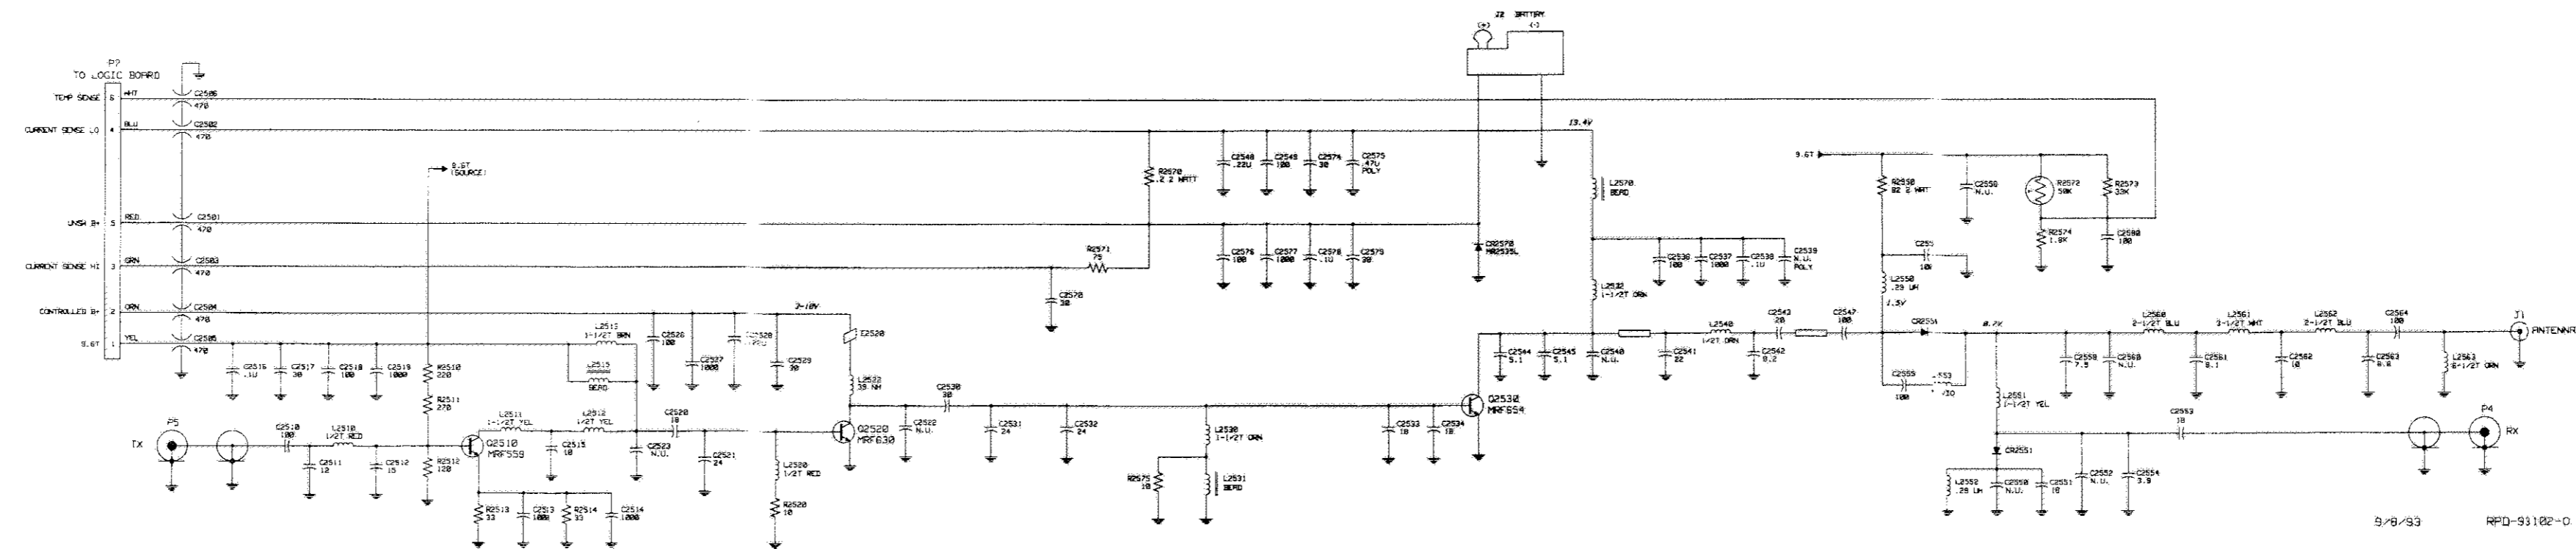 J2 BATTERY
(+) (-)
P?
TO LOGIC BOARD
TEMP SENSE 6 WHT
C2506
470
CURRENT SENSE LO 4 BLU
C2502
470
UNSW B+ 5 RED
C2501
470
CURRENT SENSE HI 3 GRN
C2503
470
CONTROLLED B+ 2 ORN
C2504
470
9.6T 1 YEL
C2505
470
9.6T
(SOURCE)
C2516
.1U
C2517
30
C2518
100
C2519
1000
R2510
220
R2511
270
R2512
120
TX
P5
C2510
100
L2510
1/2T RED
C2511
12
C2512
15
Q2510
MRF559
R2513
33
C2513
1000
R2514
33
C2514
1000
L2511
1-1/2T YEL
C2515
10
L2512
1/2T YEL
L2513
1-1/2T BRN
L2515
BEAD
C2523
N.U.
C2520
18
C2521
24
C2526
100
C2527
1000
C2528
C2529
30
2-10V
E2520
L2522
39 NH
L2520
1/2T RED
R2520
10
Q2520
MRF630
C2522
N.U.
C2530
30
C2531
24
C2532
24
R2570
.2 2 WATT
C2548
.22U
C2549
100
C2574
30
C2575
.47U
POLY
C2576
100
C2577
1000
C2578
.1U
C2579
30
R2571
75
C2570
30
CR2570
MR2535L
L2530
1-1/2T ORN
R2575
10
L2531
BEAD
C2533
18
C2534
18
Q2530
MRF654
13.4V
L2570
BEAD
L2532
1-1/2T ORN
C2536
100
C2537
1000
C2538
.1U
C2539
N.U.
POLY
C2544
5.1
C2545
5.1
C2540
N.U.
C2541
22
L2540
1/2T ORN
C2542
8.2
C2543
20
C2547
100
9.6T
R2550
82 2 WATT
C2556
N.U.
R2572
50K
R2573
33K
R2574
1.8K
C2580
100
L2550
.29 UH
1.5V
CR2550
C2555
100
0.7V
L2551
1-1/2T YEL
CR2551
L2552
.29 UH
C2550
N.U.
C2551
18
C2552
N.U.
C2554
3.9
C2553
18
C2559
7.5
C2560
N.U.
L2560
2-1/2T BLU
C2561
9.1
L2561
3-1/2T WHT
C2562
10
L2562
2-1/2T BLU
C2563
6.8
C2564
100
L2563
6-1/2T ORN
J1
ANTENNA
P4
RX
9/8/93
RPD-93102-O